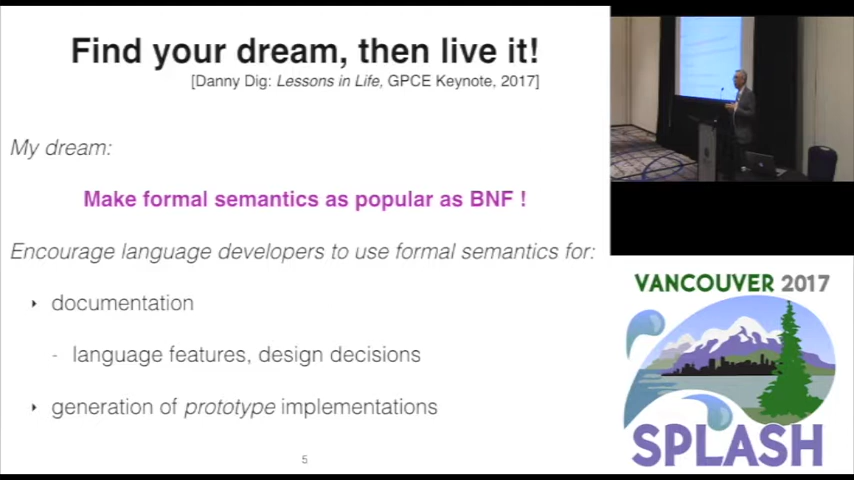 Find your dream, then live it!
[Danny Dig: Lessons in Life, GPCE Keynote, 2017]
My dream:
Make formal semantics as popular as BNF !
Encourage language developers to use formal semantics for:
‣ documentation
- language features, design decisions
‣ generation of prototype implementations
5
VANCOUVER 2017
SPLASH